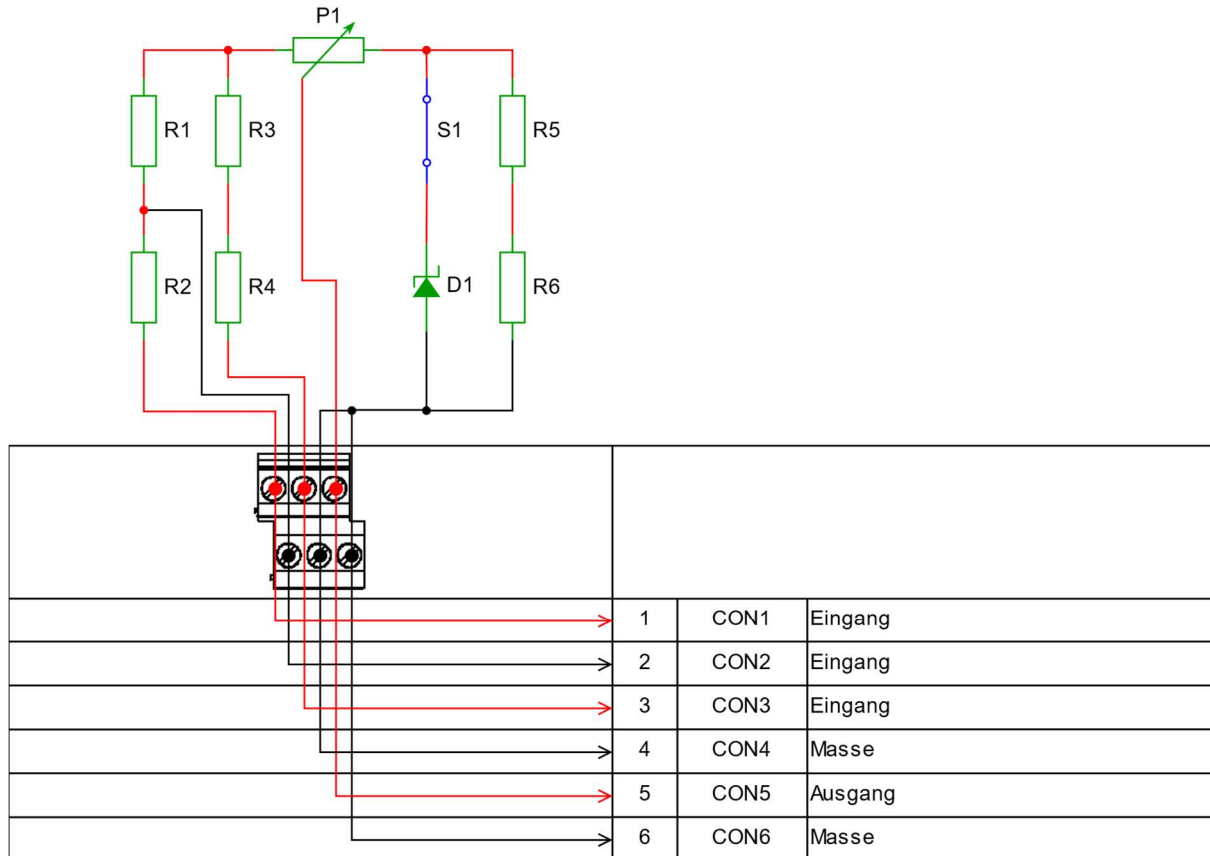 P1
R1 R3 S1 R5
R2 R4 D1 R6
1 CON1 Eingang
2 CON2 Eingang
3 CON3 Eingang
4 CON4 Masse
5 CON5 Ausgang
6 CON6 Masse